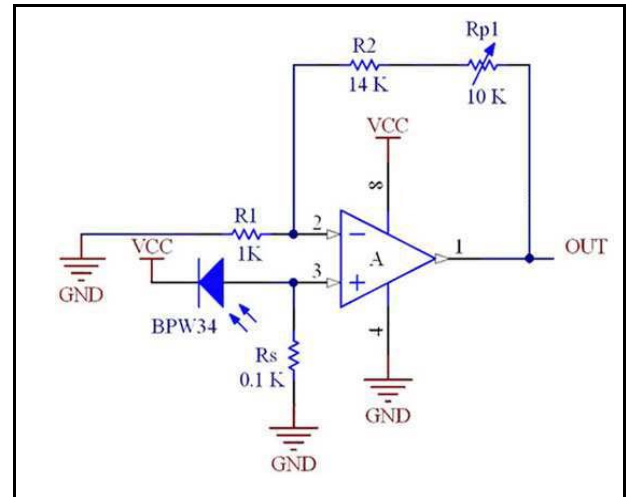 Rp1
R2
14 K
10 K
VCC
8
R1
2
1K
VCC
3
A
1
OUT
GND
BPW34
Rs
0.1 K
4
GND
GND